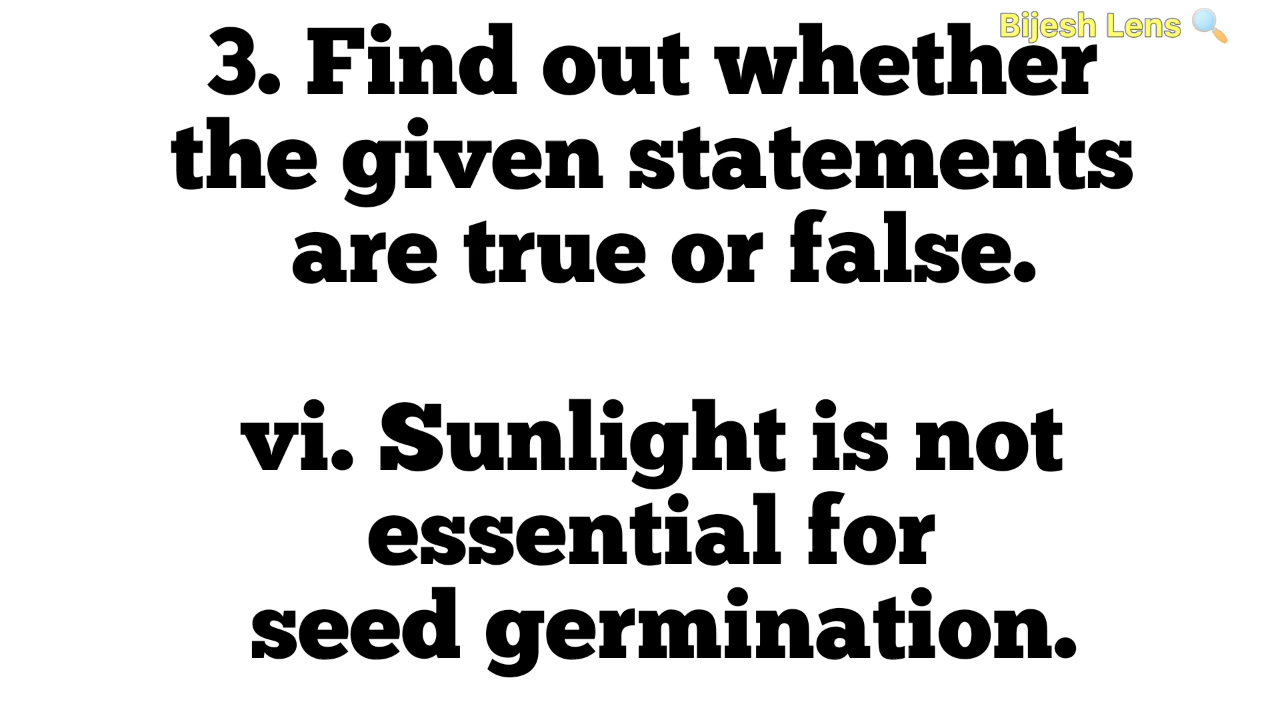 Bijesh Lens
3. Find out whether
the given statements
are true or false.
vi. Sunlight is not
essential for
seed germination.